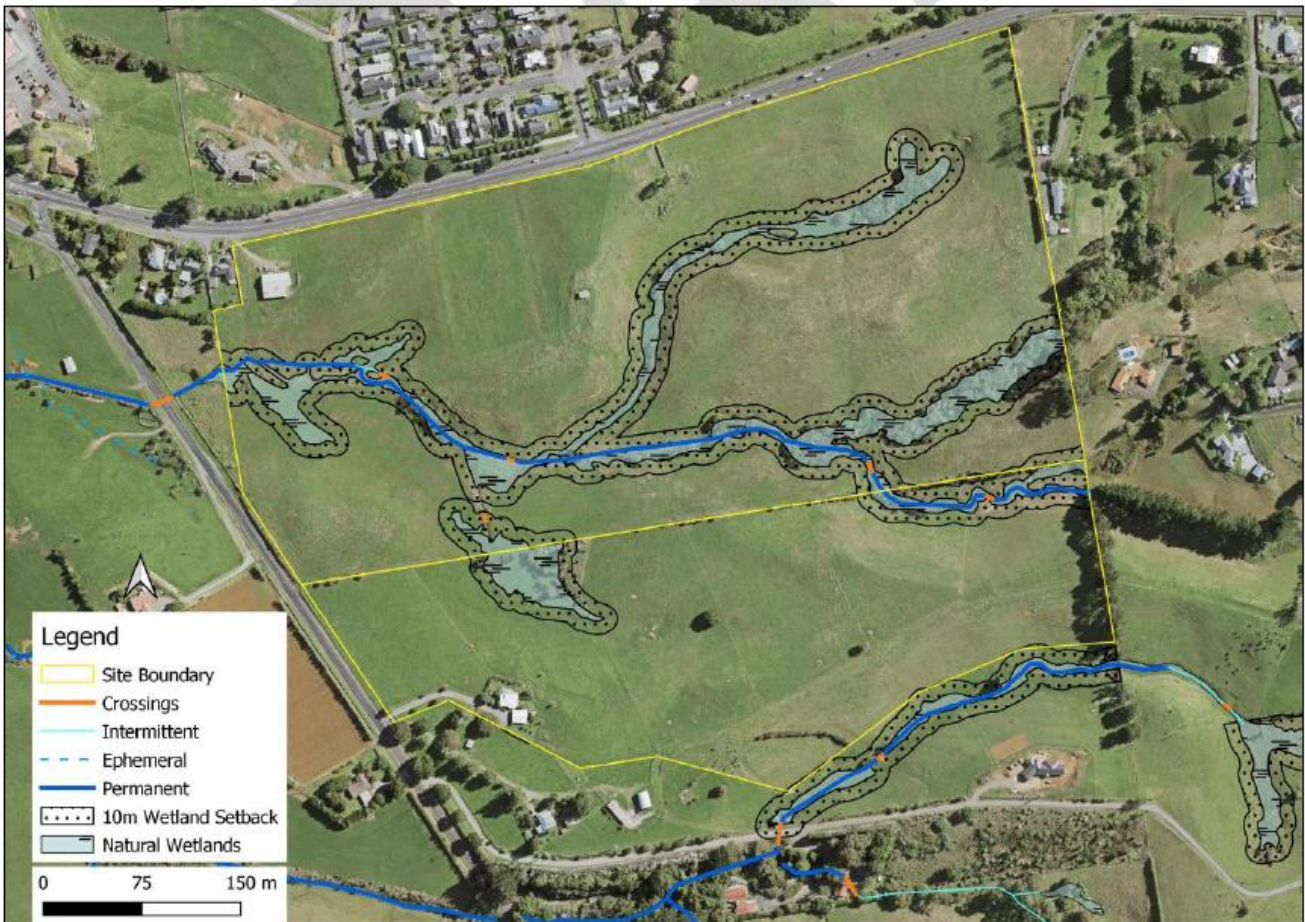 Legend
Site Boundary
Crossings
Intermittent
Ephemeral
Permanent
10m Wetland Setback
Natural Wetlands
0 75 150 m